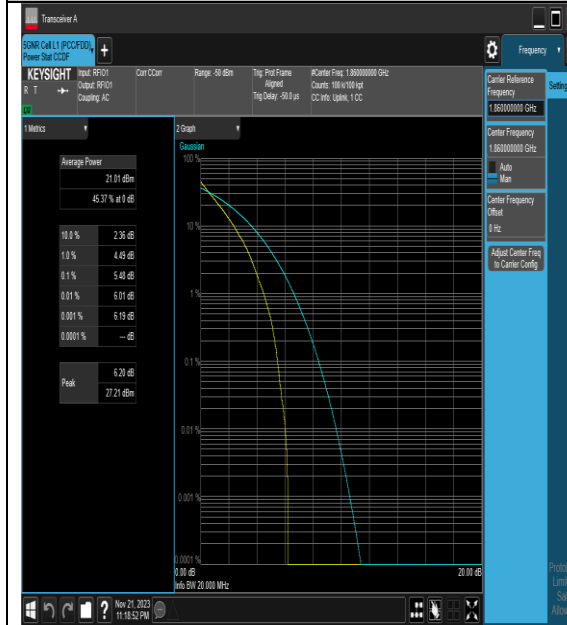 Transceiver A
5GNR Cell L1 (PCC/FDD)
Power Stat CCDF
Frequency
KEYSIGHT
R T
Input: RFIO1
Output: RFIO1
Coupling: AC
Corr CCorr
Range: -50 dBm
Trig: Prot Frame
Aligned
Trig Delay: -50.0 µs
#Center Freq: 1.860000000 GHz
Counts: 100 k/100 kpt
CC Info: Uplink, 1 CC
Carrier Reference
Frequency
1.860000000 GHz
Setting
Center Frequency
1.860000000 GHz
Auto
Man
Center Frequency
Offset
0 Hz
Adjust Center Freq
to Carrier Config
1 Metrics
Average Power
21.01 dBm
45.37 % at 0 dB
10.0 % 2.36 dB
1.0 % 4.49 dB
0.1 % 5.48 dB
0.01 % 6.01 dB
0.001 % 6.19 dB
0.0001 % --- dB
Peak 6.20 dB
27.21 dBm
2 Graph
Gaussian
100 %
10 %
1 %
0.1 %
0.01 %
0.001 %
0.0001 %
0.00 dB 20.00 dB
Info BW 20.000 MHz
Nov 21, 2023
11:18:52 PM
?